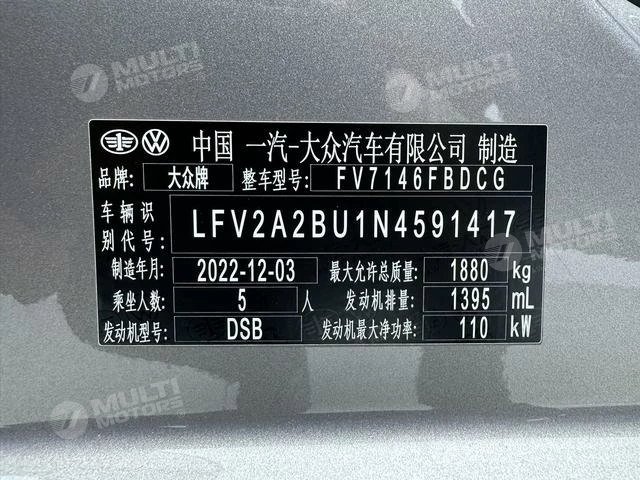 MULTI MOTORS
MULTI MOTORS
中国 一汽-大众汽车有限公司 制造
品牌: 大众牌 整车型号: FV7146FBDCG
车辆识别代号: LFV2A2BU1N4591417
制造年月: 2022-12-03 最大允许总质量: 1880 kg
乘坐人数: 5 人 发动机排量: 1395 mL
发动机型号: DSB 发动机最大净功率: 110 kW
MULTI MOTORS
MULTI MOTORS